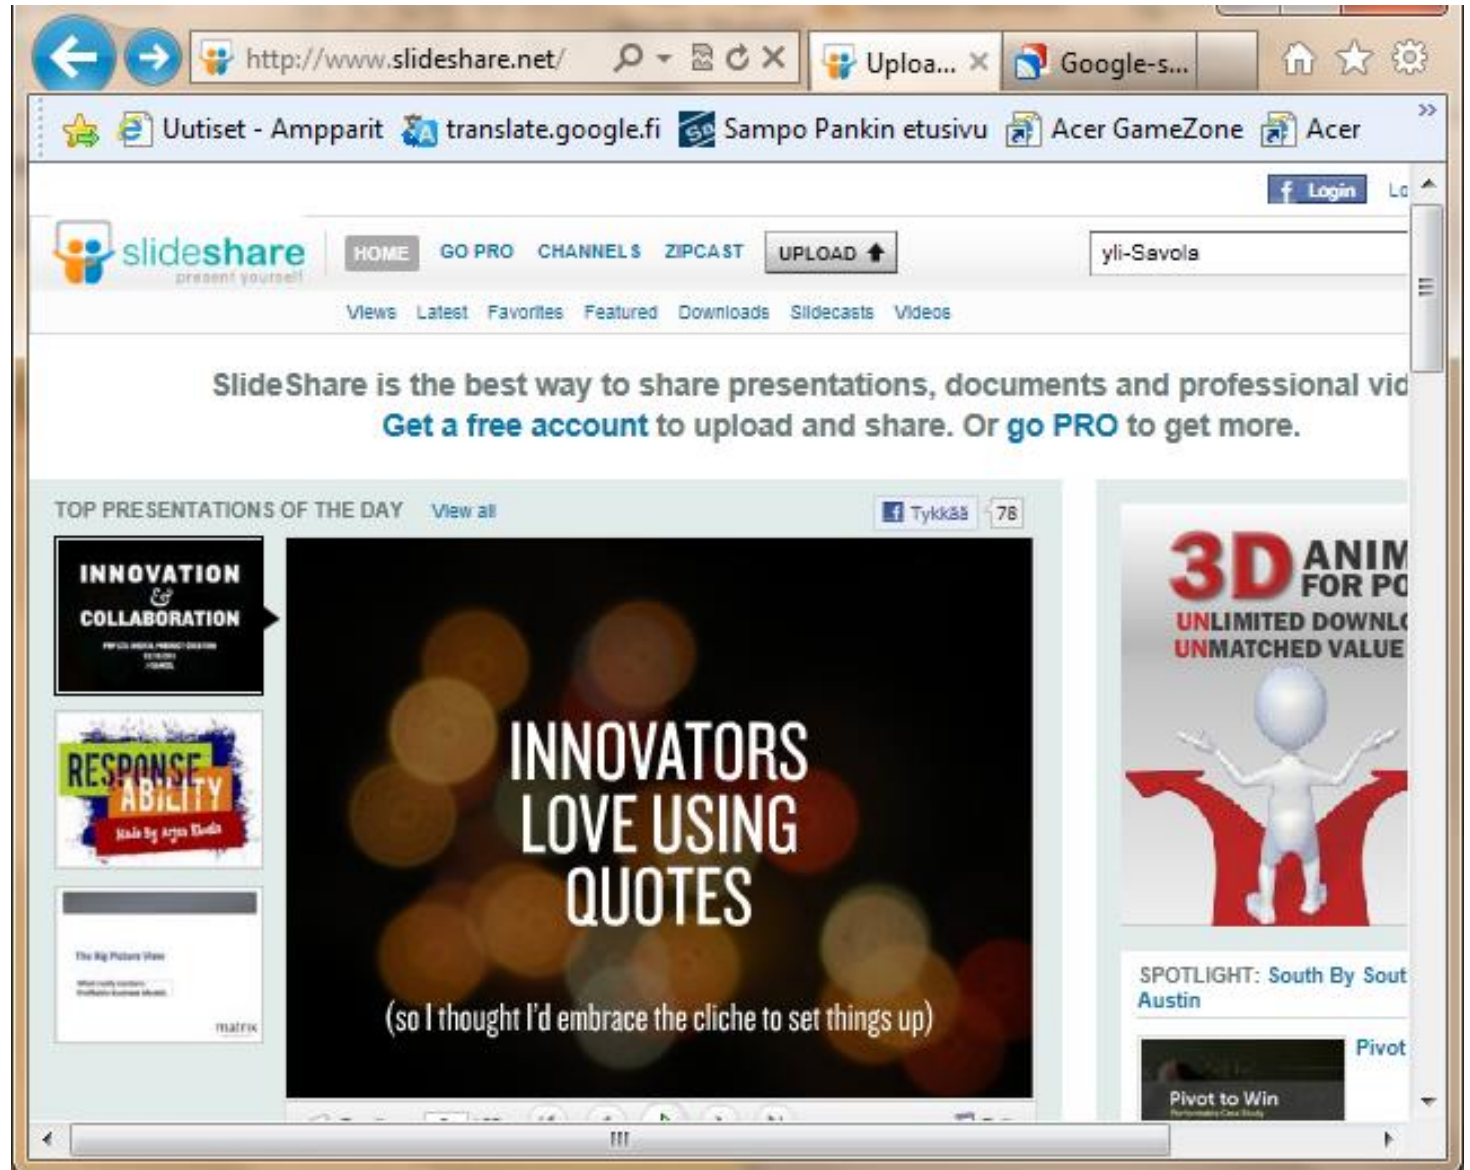 http://www.slideshare.net/
Uploa...
Google-s...
Uutiset - Ampparit
translate.google.fi
Sampo Pankin etusivu
Acer GameZone
Acer
f Login
slideshare
present yourself
HOME
GO PRO
CHANNELS
ZIPCAST
UPLOAD
yli-Savola
Views
Latest
Favorites
Featured
Downloads
Slidecasts
Videos
SlideShare is the best way to share presentations, documents and professional vid
Get a free account to upload and share. Or go PRO to get more.
TOP PRESENTATIONS OF THE DAY
View all
Tykkää
78
INNOVATION
&
COLLABORATION
RESPONSE
ABILITY
The Big Picture View
matrix
INNOVATORS
LOVE USING
QUOTES
(so I thought I'd embrace the cliche to set things up)
3D ANIM
FOR PO
UNLIMITED DOWNLO
UNMATCHED VALUE
SPOTLIGHT: South By Sout
Austin
Pivot
Pivot to Win